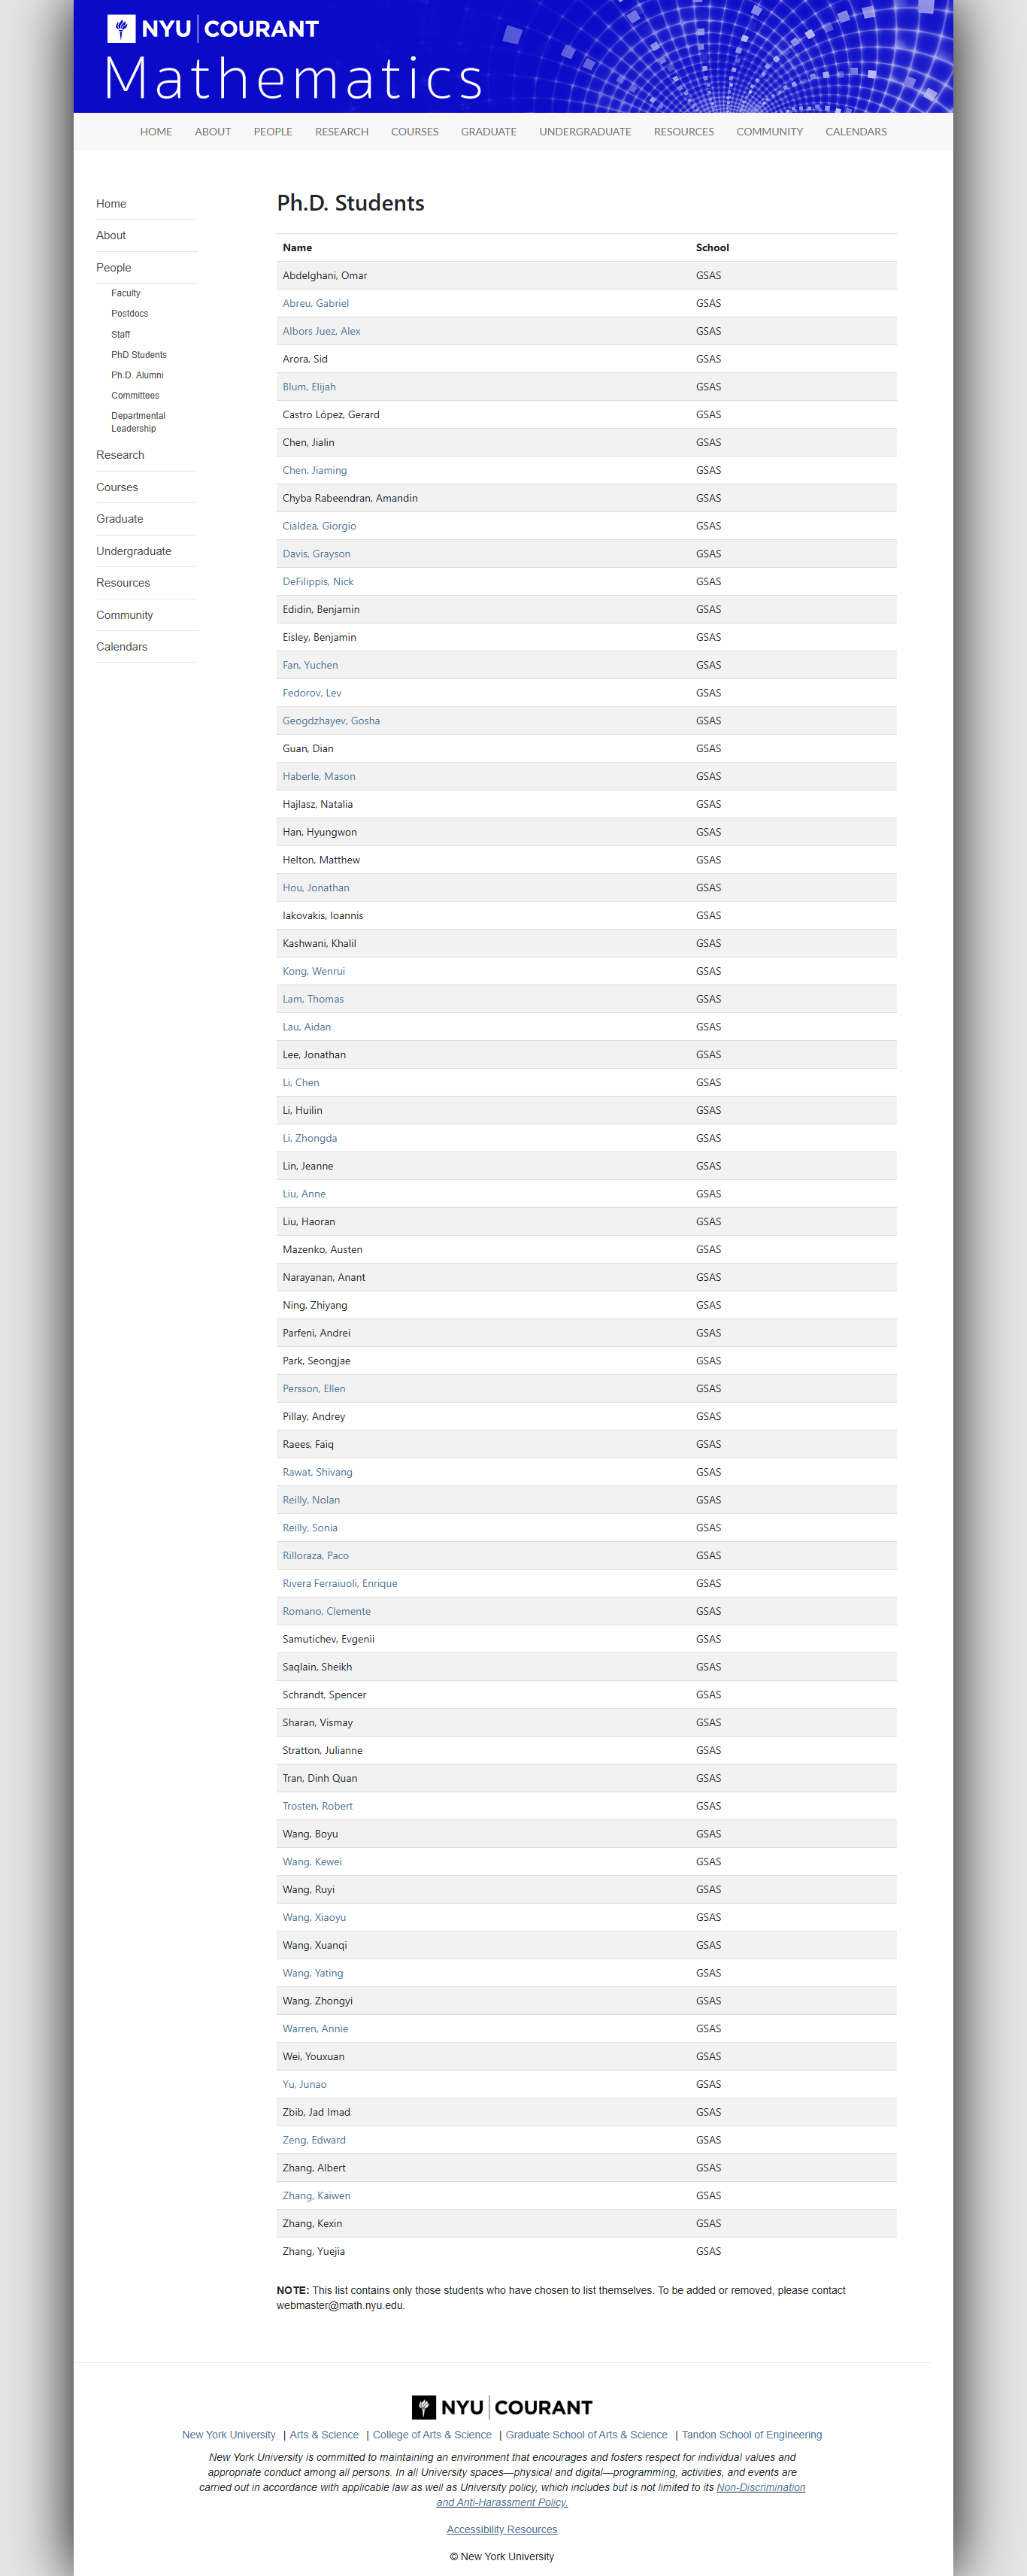 NYU | COURANT
Mathematics
HOME ABOUT PEOPLE RESEARCH COURSES GRADUATE UNDERGRADUATE RESOURCES COMMUNITY CALENDARS
Home
About
People
Faculty
Postdocs
Staff
PhD Students
Ph.D. Alumni
Committees
Departmental
Leadership
Research
Courses
Graduate
Undergraduate
Resources
Community
Calendars
Ph.D. Students
Name School
Abdelghani, Omar GSAS
Abreu, Gabriel GSAS
Albors Juez, Alex GSAS
Arora, Sid GSAS
Blum, Elijah GSAS
Castro López, Gerard GSAS
Chen, Jialin GSAS
Chen, Jiaming GSAS
Chyba Rabeendran, Amandin GSAS
Cialdea, Giorgio GSAS
Davis, Grayson GSAS
DeFilippis, Nick GSAS
Edidin, Benjamin GSAS
Eisley, Benjamin GSAS
Fan, Yuchen GSAS
Fedorov, Lev GSAS
Geogdzhayev, Gosha GSAS
Guan, Dian GSAS
Haberle, Mason GSAS
Hajlasz, Natalia GSAS
Han, Hyungwon GSAS
Helton, Matthew GSAS
Hou, Jonathan GSAS
Iakovakis, Ioannis GSAS
Kashwani, Khalil GSAS
Kong, Wenrui GSAS
Lam, Thomas GSAS
Lau, Aidan GSAS
Lee, Jonathan GSAS
Li, Chen GSAS
Li, Huilin GSAS
Li, Zhongda GSAS
Lin, Jeanne GSAS
Liu, Anne GSAS
Liu, Haoran GSAS
Mazenko, Austen GSAS
Narayanan, Anant GSAS
Ning, Zhiyang GSAS
Parfeni, Andrei GSAS
Park, Seongjae GSAS
Persson, Ellen GSAS
Pillay, Andrey GSAS
Raees, Faiq GSAS
Rawat, Shivang GSAS
Reilly, Nolan GSAS
Reilly, Sonia GSAS
Rilloraza, Paco GSAS
Rivera Ferraiuoli, Enrique GSAS
Romano, Clemente GSAS
Samutichev, Evgenii GSAS
Saqlain, Sheikh GSAS
Schrandt, Spencer GSAS
Sharan, Vismay GSAS
Stratton, Julianne GSAS
Tran, Dinh Quan GSAS
Trosten, Robert GSAS
Wang, Boyu GSAS
Wang, Kewei GSAS
Wang, Ruyi GSAS
Wang, Xiaoyu GSAS
Wang, Xuanqi GSAS
Wang, Yating GSAS
Wang, Zhongyi GSAS
Warren, Annie GSAS
Wei, Youxuan GSAS
Yu, Junao GSAS
Zbib, Jad Imad GSAS
Zeng, Edward GSAS
Zhang, Albert GSAS
Zhang, Kaiwen GSAS
Zhang, Kexin GSAS
Zhang, Yuejia GSAS
NOTE: This list contains only those students who have chosen to list themselves. To be added or removed, please contact
webmaster@math.nyu.edu.
NYU | COURANT
New York University | Arts & Science | College of Arts & Science | Graduate School of Arts & Science | Tandon School of Engineering
New York University is committed to maintaining an environment that encourages and fosters respect for individual values and
appropriate conduct among all persons. In all University spaces—physical and digital—programming, activities, and events are
carried out in accordance with applicable law as well as University policy, which includes but is not limited to its Non-Discrimination
and Anti-Harassment Policy.
Accessibility Resources
© New York University